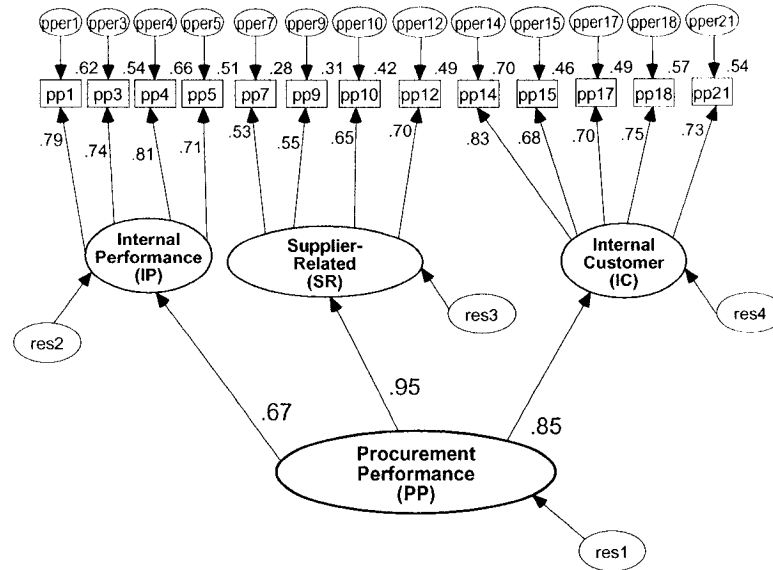 pper1 pper3 pper4 pper5 pper7 pper9 pper10 pper12 pper14 pper15 pper17 pper18 pper21
.62 .54 .66 .51 .28 .31 .42 .49 .70 .46 .49 .57 .54
pp1 pp3 pp4 pp5 pp7 pp9 pp10 pp12 pp14 pp15 pp17 pp18 pp21
.79 .74 .81 .71 .53 .55 .65 .70 .83 .68 .70 .75 .73
Internal
Performance
(IP)
Supplier-
Related
(SR)
Internal
Customer
(IC)
res2
res3
res4
.67
.95
.85
Procurement
Performance
(PP)
res1